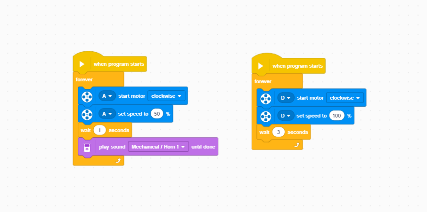 when program starts
forever
A start motor clockwise
A set speed to 50 %
wait 1 seconds
play sound Mechanical / Horn 1 until done
when program starts
forever
D start motor clockwise
D set speed to 100 %
wait 3 seconds